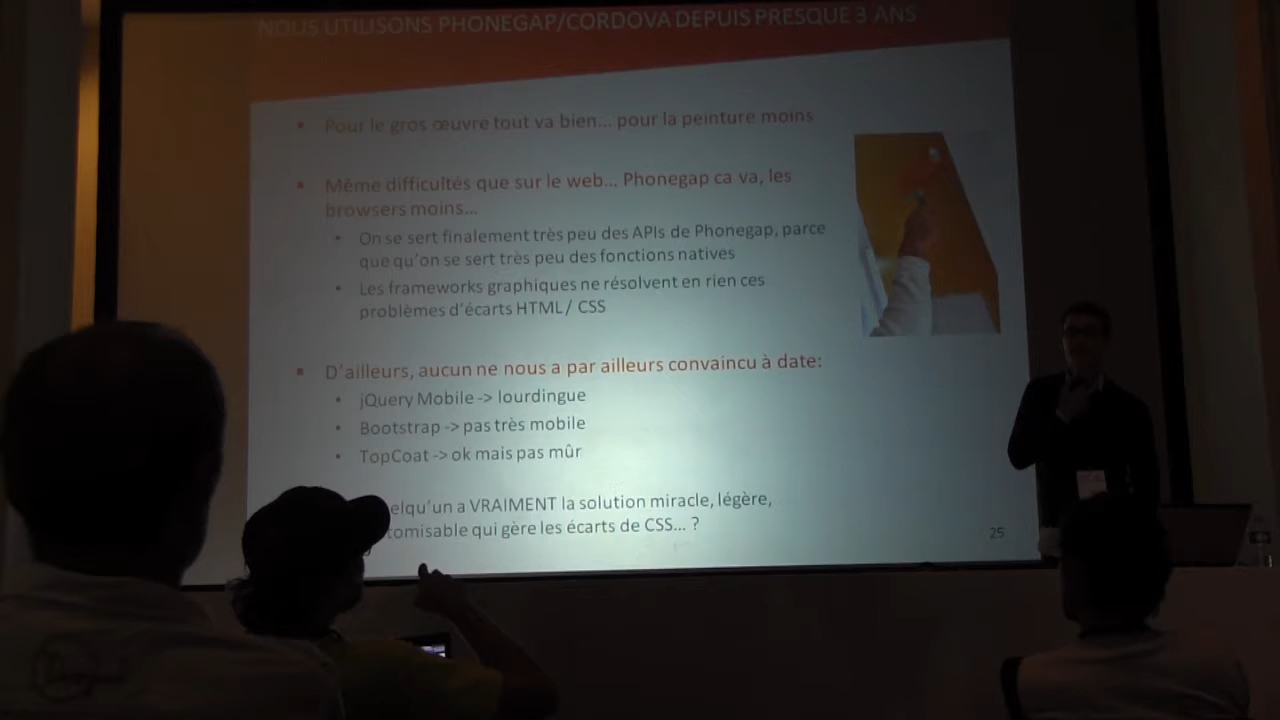 NOUS UTILISONS PHONEGAP/CORDOVA DEPUIS PRESQUE 3 ANS
▪ Pour le gros œuvre tout va bien... pour la peinture moins
▪ Même difficultés que sur le web... Phonegap ca va, les
browsers moins...
• On se sert finalement très peu des APIs de Phonegap, parce
que qu'on se sert très peu des fonctions natives
• Les frameworks graphiques ne résolvent en rien ces
problèmes d'écarts HTML / CSS
▪ D'ailleurs, aucun ne nous a par ailleurs convaincu à date:
• jQuery Mobile -> lourdingue
• Bootstrap -> pas très mobile
• TopCoat -> ok mais pas mûr
elqu'un a VRAIMENT la solution miracle, légère,
tomisable qui gère les écarts de CSS... ?
25